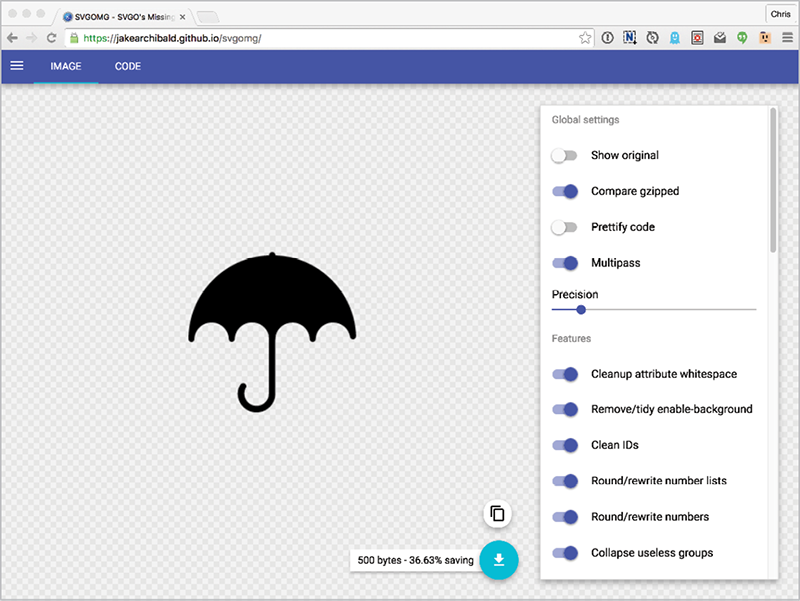 SVGOMG - SVGO's Missing
Chris
https://jakearchibald.github.io/svgomg/
IMAGE
CODE
Global settings
Show original
Compare gzipped
Prettify code
Multipass
Precision
Features
Cleanup attribute whitespace
Remove/tidy enable-background
Clean IDs
Round/rewrite number lists
Round/rewrite numbers
Collapse useless groups
500 bytes - 36.63% saving